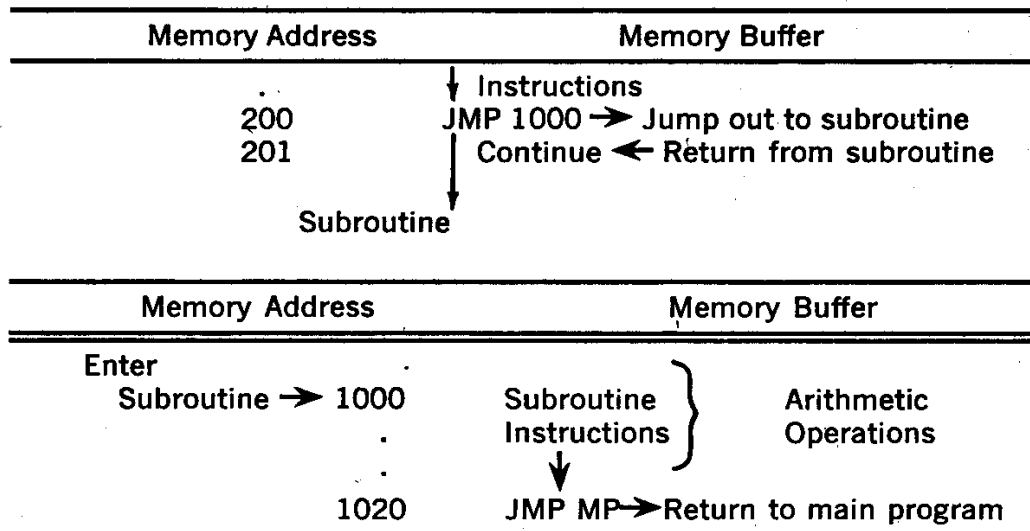 Memory Address Memory Buffer
Instructions
200 JMP 1000 → Jump out to subroutine
201 Continue ← Return from subroutine
Subroutine
Memory Address Memory Buffer
Enter
Subroutine → 1000 Subroutine Arithmetic
Instructions Operations
1020 JMP MP→Return to main program